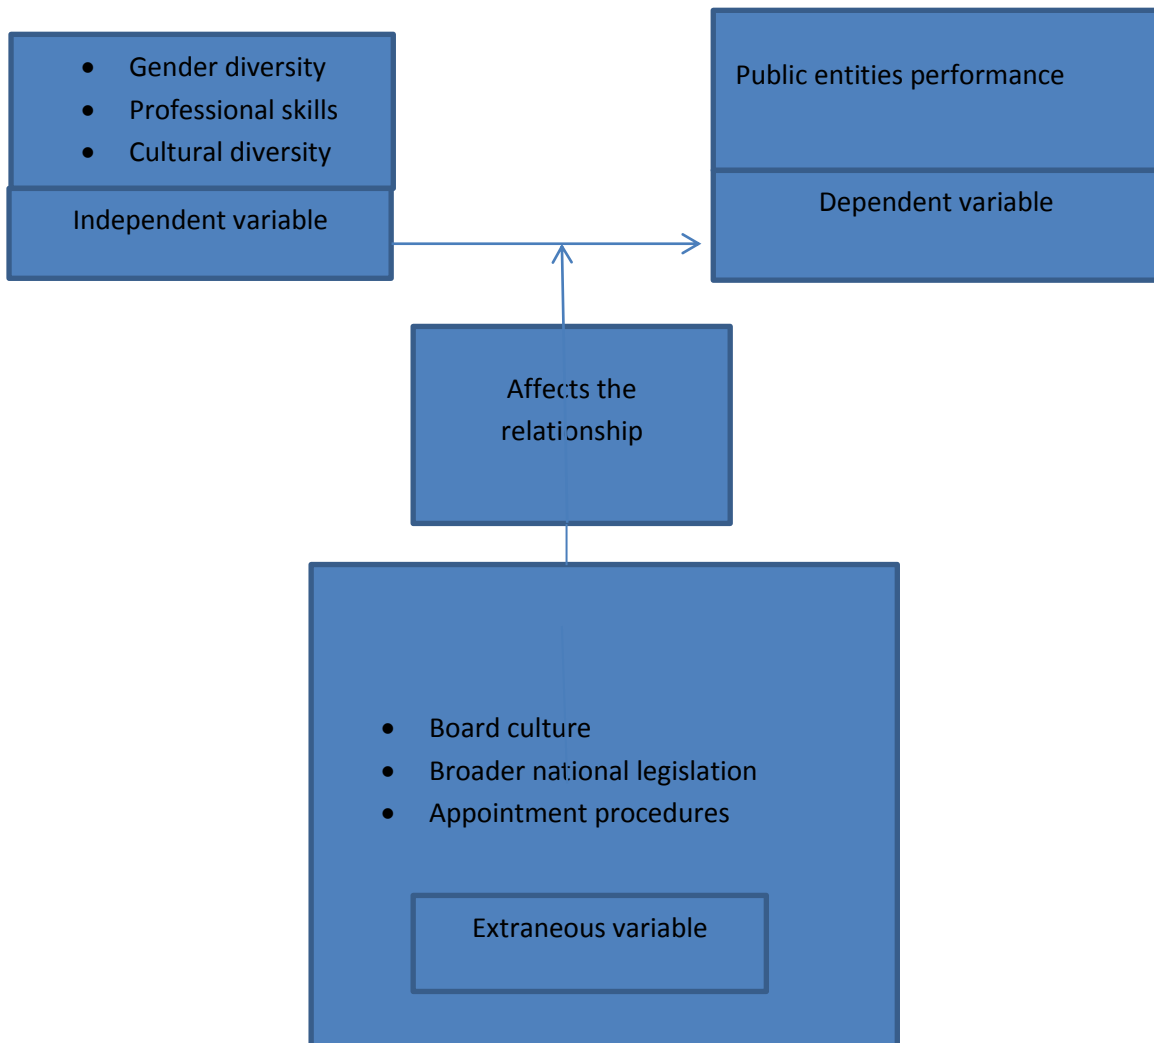 • Gender diversity
• Professional skills
• Cultural diversity
Independent variable
Public entities performance
Dependent variable
Affects the
relationship
• Board culture
• Broader national legislation
• Appointment procedures
Extraneous variable